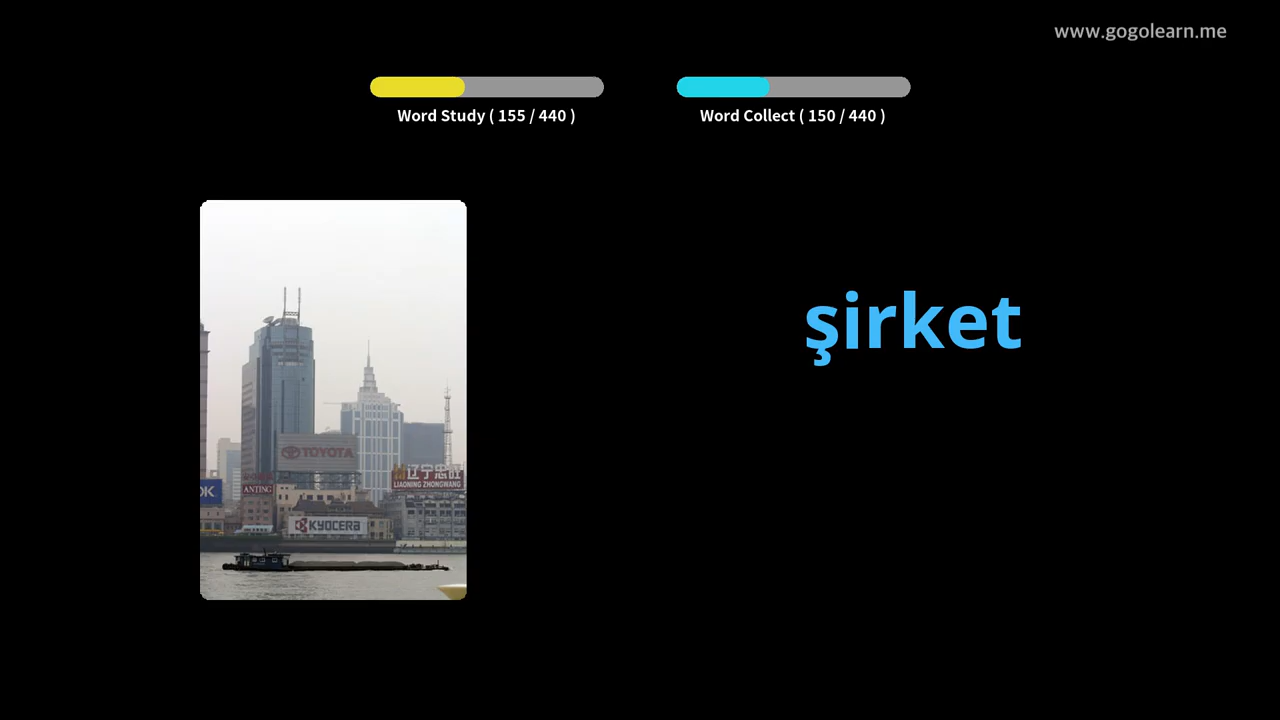 www.gogolearn.me
Word Study ( 155 / 440 )
Word Collect ( 150 / 440 )
şirket
TOYOTA
辽宁忠旺
LIAONING ZHONGWANG
OK
ANTING
KYOCERA